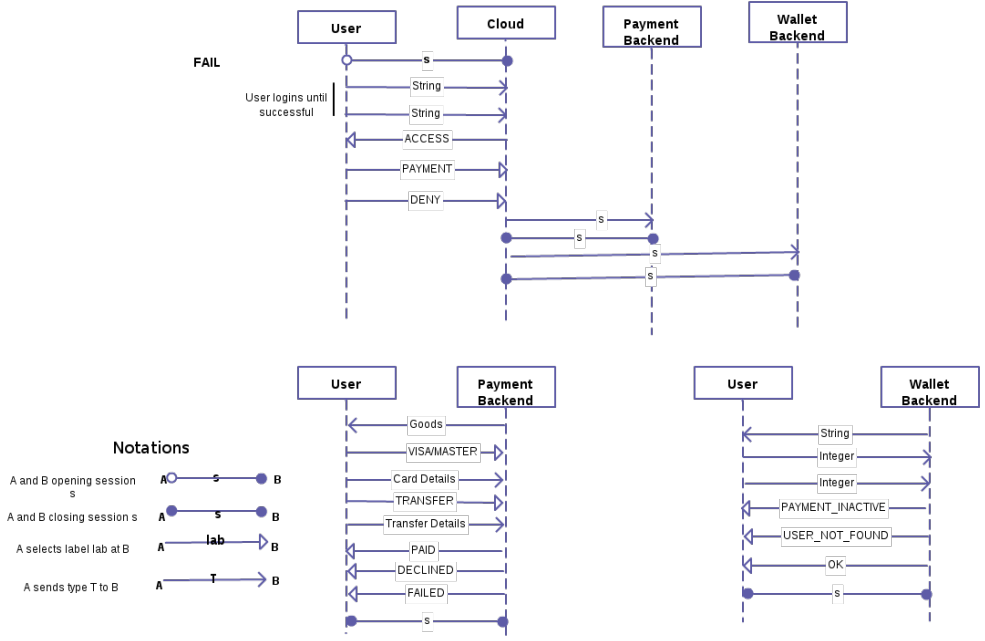 User
Cloud
Payment
Backend
Wallet
Backend
FAIL
s
User logins until
successful
String
String
ACCESS
PAYMENT
DENY
s
s
s
s
User
Payment
Backend
User
Wallet
Backend
Goods
VISA/MASTER
Card Details
TRANSFER
Transfer Details
PAID
DECLINED
FAILED
s
String
Integer
Integer
PAYMENT_INACTIVE
USER_NOT_FOUND
OK
s
Notations
A and B opening session
s
A s B
A and B closing session s
A s B
A selects label lab at B
A lab B
A sends type T to B
A T B